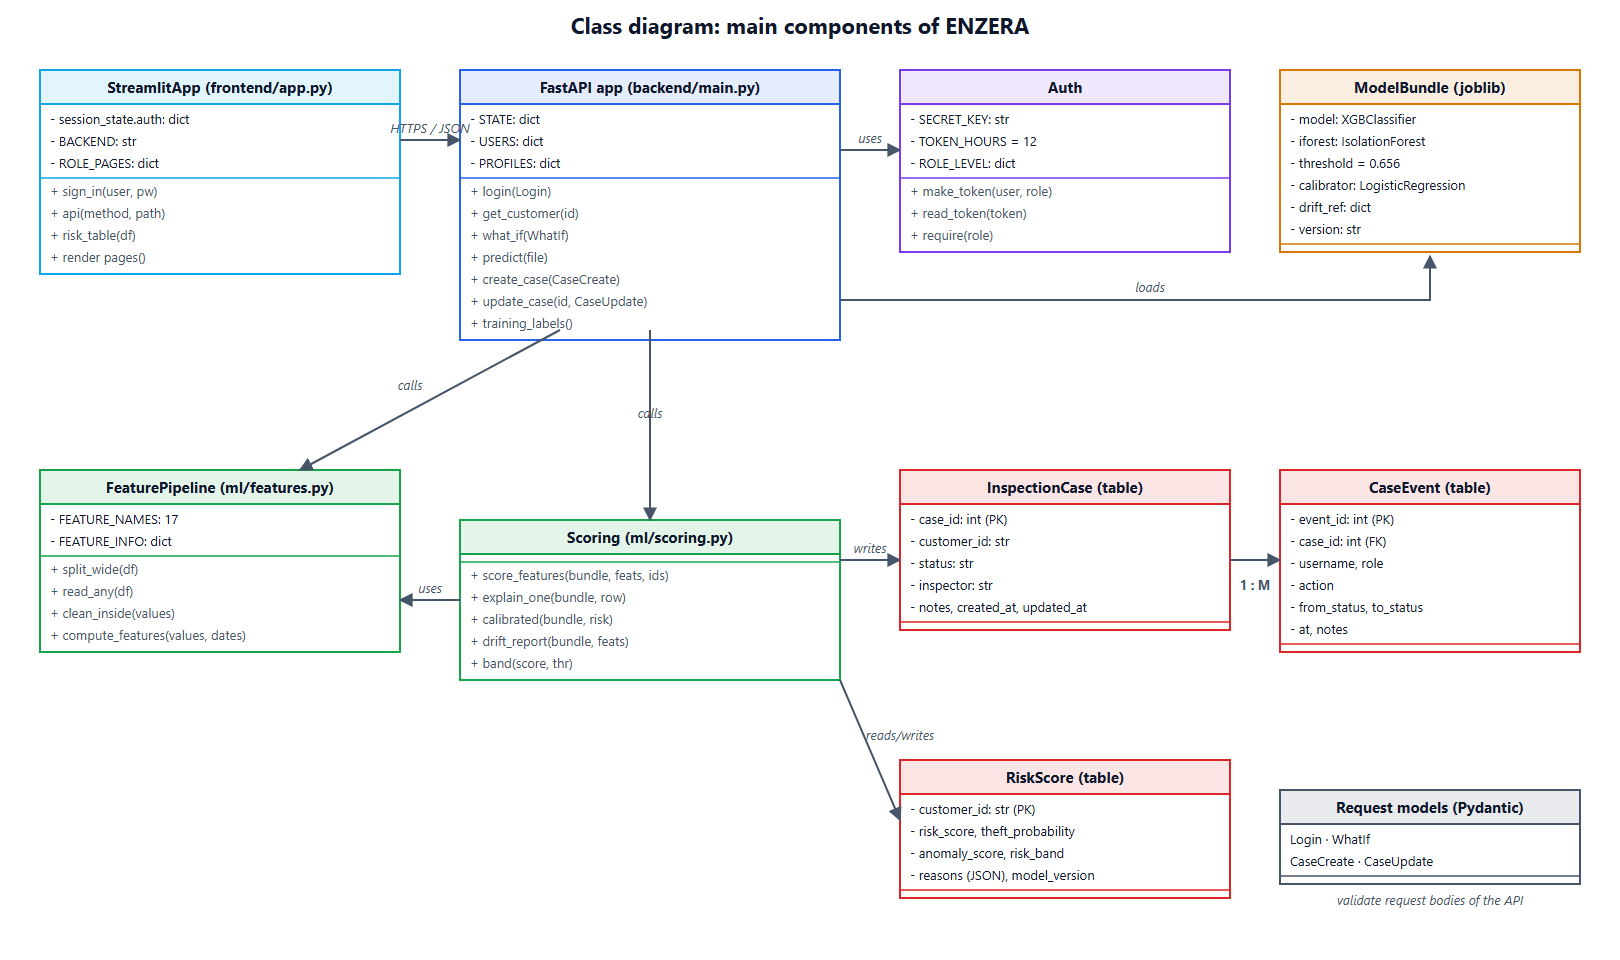 Class diagram: main components of ENZERA
StreamlitApp (frontend/app.py)
- session_state.auth: dict
- BACKEND: str
- ROLE_PAGES: dict
+ sign_in(user, pw)
+ api(method, path)
+ risk_table(df)
+ render pages()
HTTPS / JSON
FastAPI app (backend/main.py)
- STATE: dict
- USERS: dict
- PROFILES: dict
+ login(Login)
+ get_customer(id)
+ what_if(WhatIf)
+ predict(file)
+ create_case(CaseCreate)
+ update_case(id, CaseUpdate)
+ training_labels()
uses
Auth
- SECRET_KEY: str
- TOKEN_HOURS = 12
- ROLE_LEVEL: dict
+ make_token(user, role)
+ read_token(token)
+ require(role)
ModelBundle (joblib)
- model: XGBClassifier
- iforest: IsolationForest
- threshold = 0.656
- calibrator: LogisticRegression
- drift_ref: dict
- version: str
loads
calls
calls
FeaturePipeline (ml/features.py)
- FEATURE_NAMES: 17
- FEATURE_INFO: dict
+ split_wide(df)
+ read_any(df)
+ clean_inside(values)
+ compute_features(values, dates)
uses
Scoring (ml/scoring.py)
+ score_features(bundle, feats, ids)
+ explain_one(bundle, row)
+ calibrated(bundle, risk)
+ drift_report(bundle, feats)
+ band(score, thr)
writes
InspectionCase (table)
- case_id: int (PK)
- customer_id: str
- status: str
- inspector: str
- notes, created_at, updated_at
1 : M
CaseEvent (table)
- event_id: int (PK)
- case_id: int (FK)
- username, role
- action
- from_status, to_status
- at, notes
reads/writes
RiskScore (table)
- customer_id: str (PK)
- risk_score, theft_probability
- anomaly_score, risk_band
- reasons (JSON), model_version
Request models (Pydantic)
Login · WhatIf
CaseCreate · CaseUpdate
validate request bodies of the API